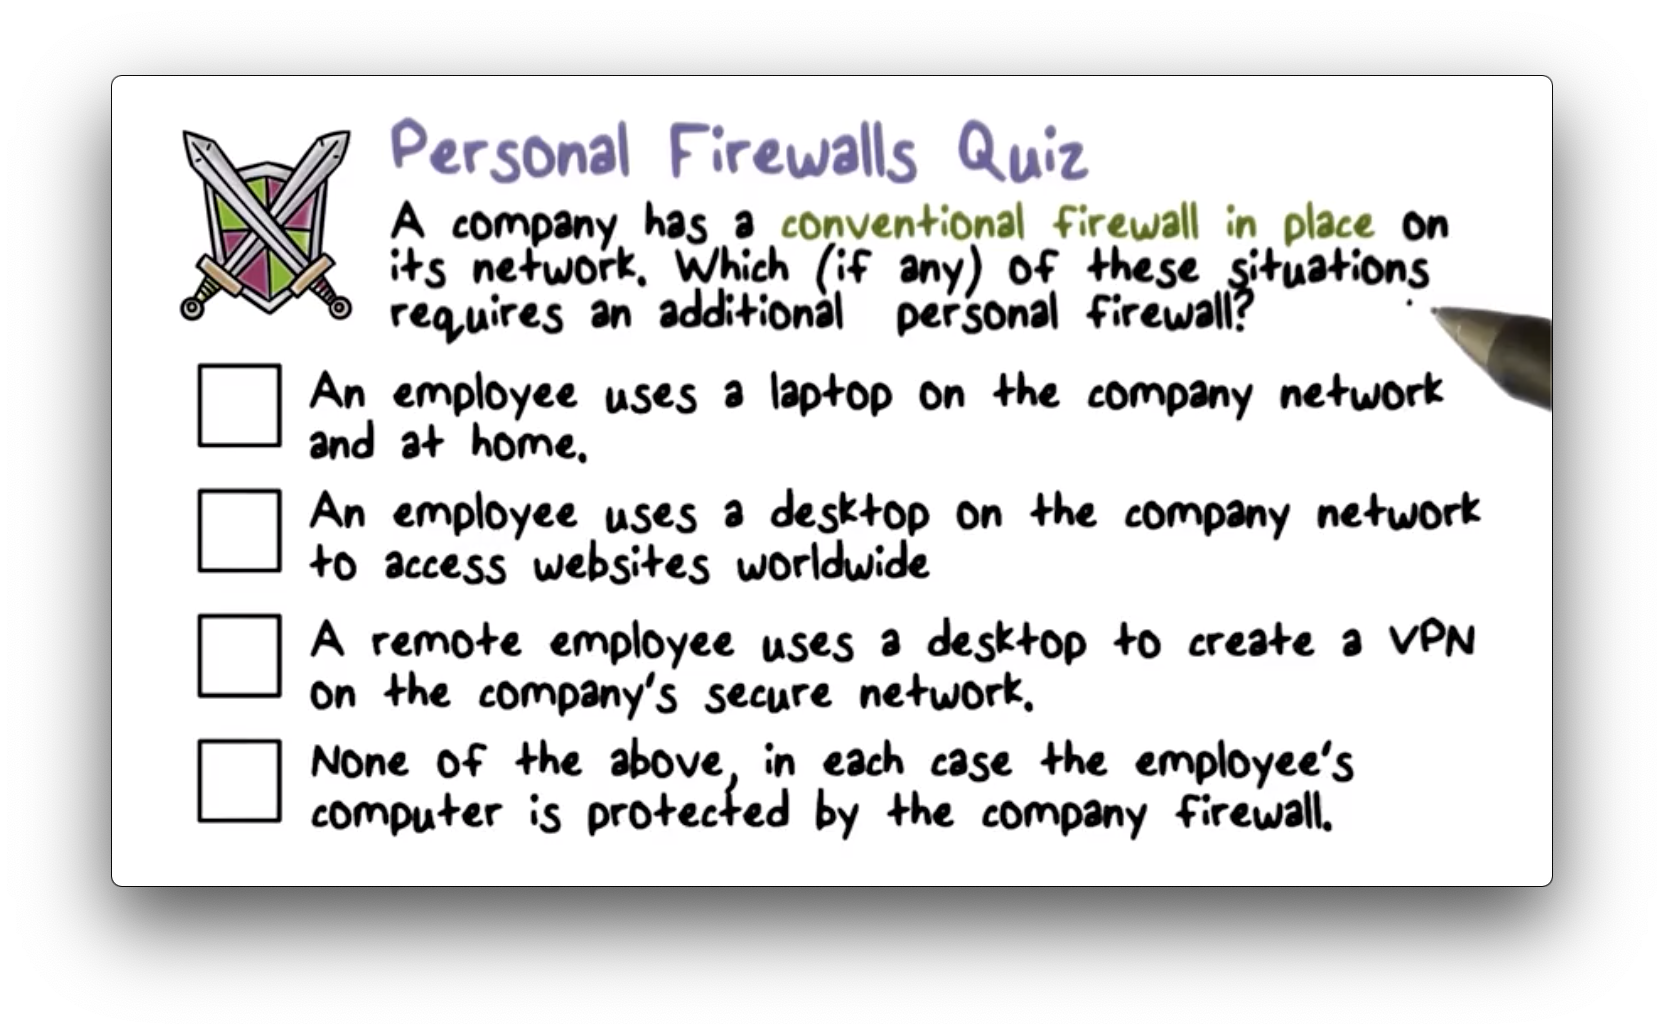 Personal Firewalls Quiz
A company has a conventional firewall in place on
its network. Which (if any) of these situations
requires an additional personal firewall?
An employee uses a laptop on the company network
and at home.
An employee uses a desktop on the company network
to access websites worldwide
A remote employee uses a desktop to create a VPN
on the company's secure network.
None of the above, in each case the employee's
computer is protected by the company firewall.